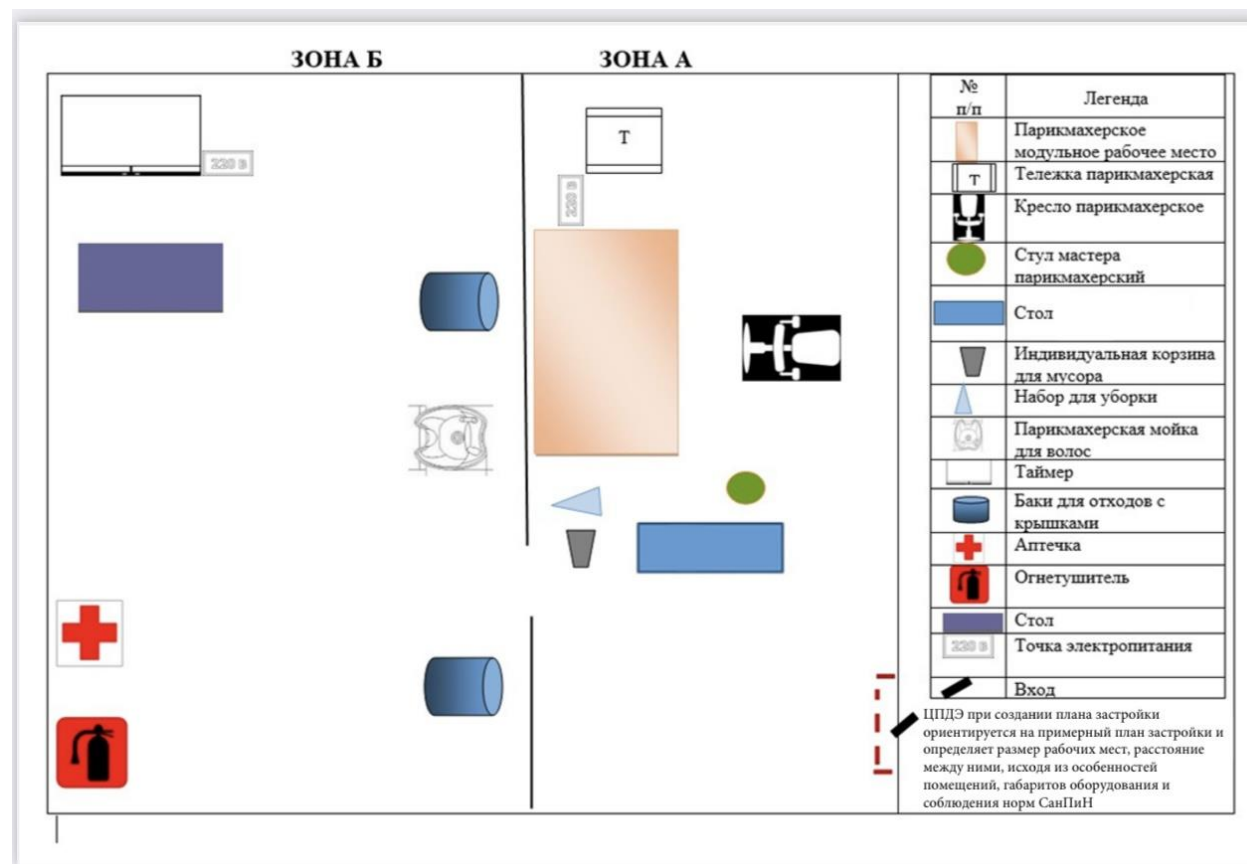 ЗОНА Б
ЗОНА А
220 В
Т
220 В
№
п/п
Легенда
Парикмахерское
модульное рабочее место
Т
Тележка парикмахерская
Кресло парикмахерское
Стул мастера
парикмахерский
Стол
Индивидуальная корзина
для мусора
Набор для уборки
Парикмахерская мойка
для волос
Таймер
Баки для отходов с
крышками
Аптечка
Огнетушитель
Стол
220 В
Точка электропитания
Вход
ЦПДЭ при создании плана застройки
ориентируется на примерный план застройки и
определяет размер рабочих мест, расстояние
между ними, исходя из особенностей
помещений, габаритов оборудования и
соблюдения норм СанПиН